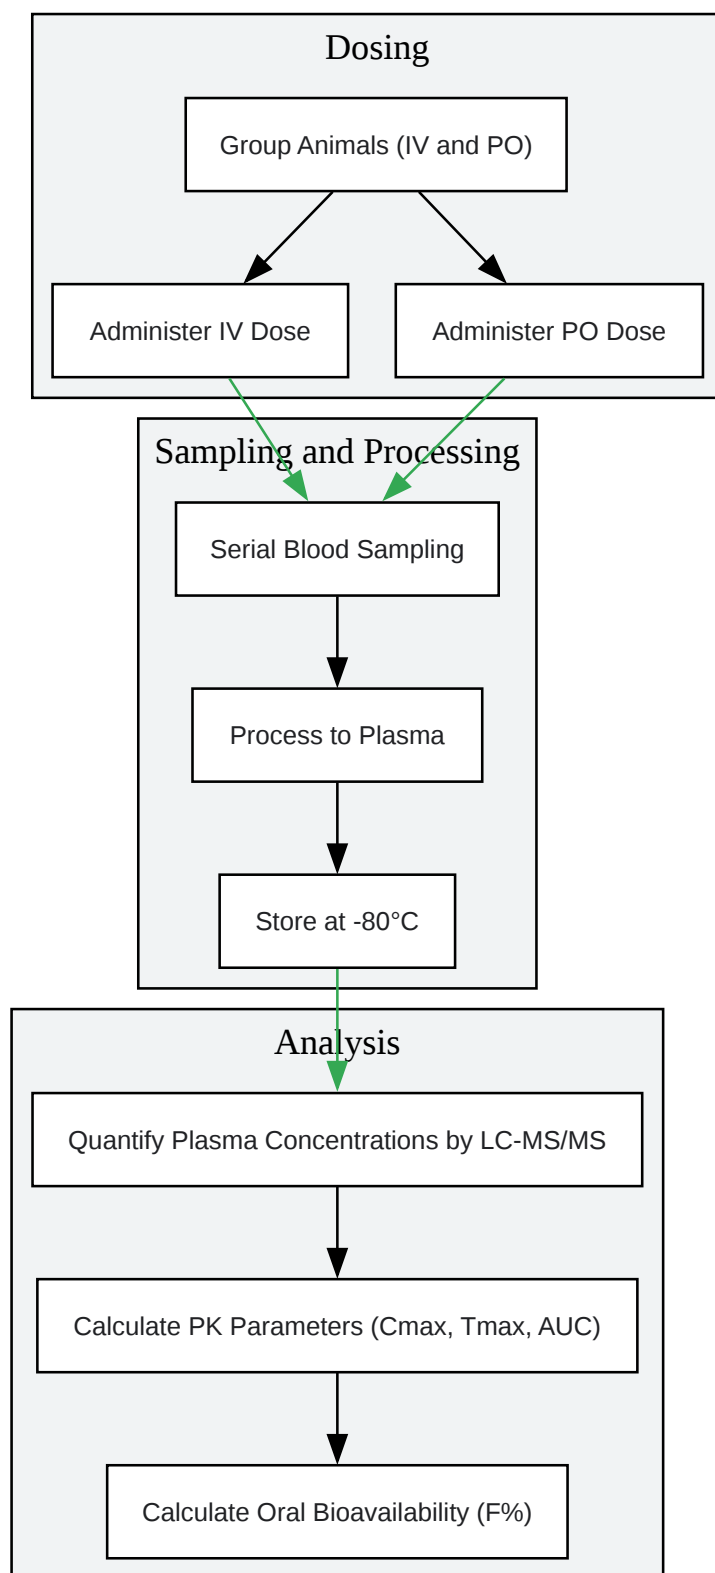 Dosing
Group Animals (IV and PO)
Administer IV Dose
Administer PO Dose
Sampling and Processing
Serial Blood Sampling
Process to Plasma
Store at -80°C
Analysis
Quantify Plasma Concentrations by LC-MS/MS
Calculate PK Parameters (Cmax, Tmax, AUC)
Calculate Oral Bioavailability (F%)